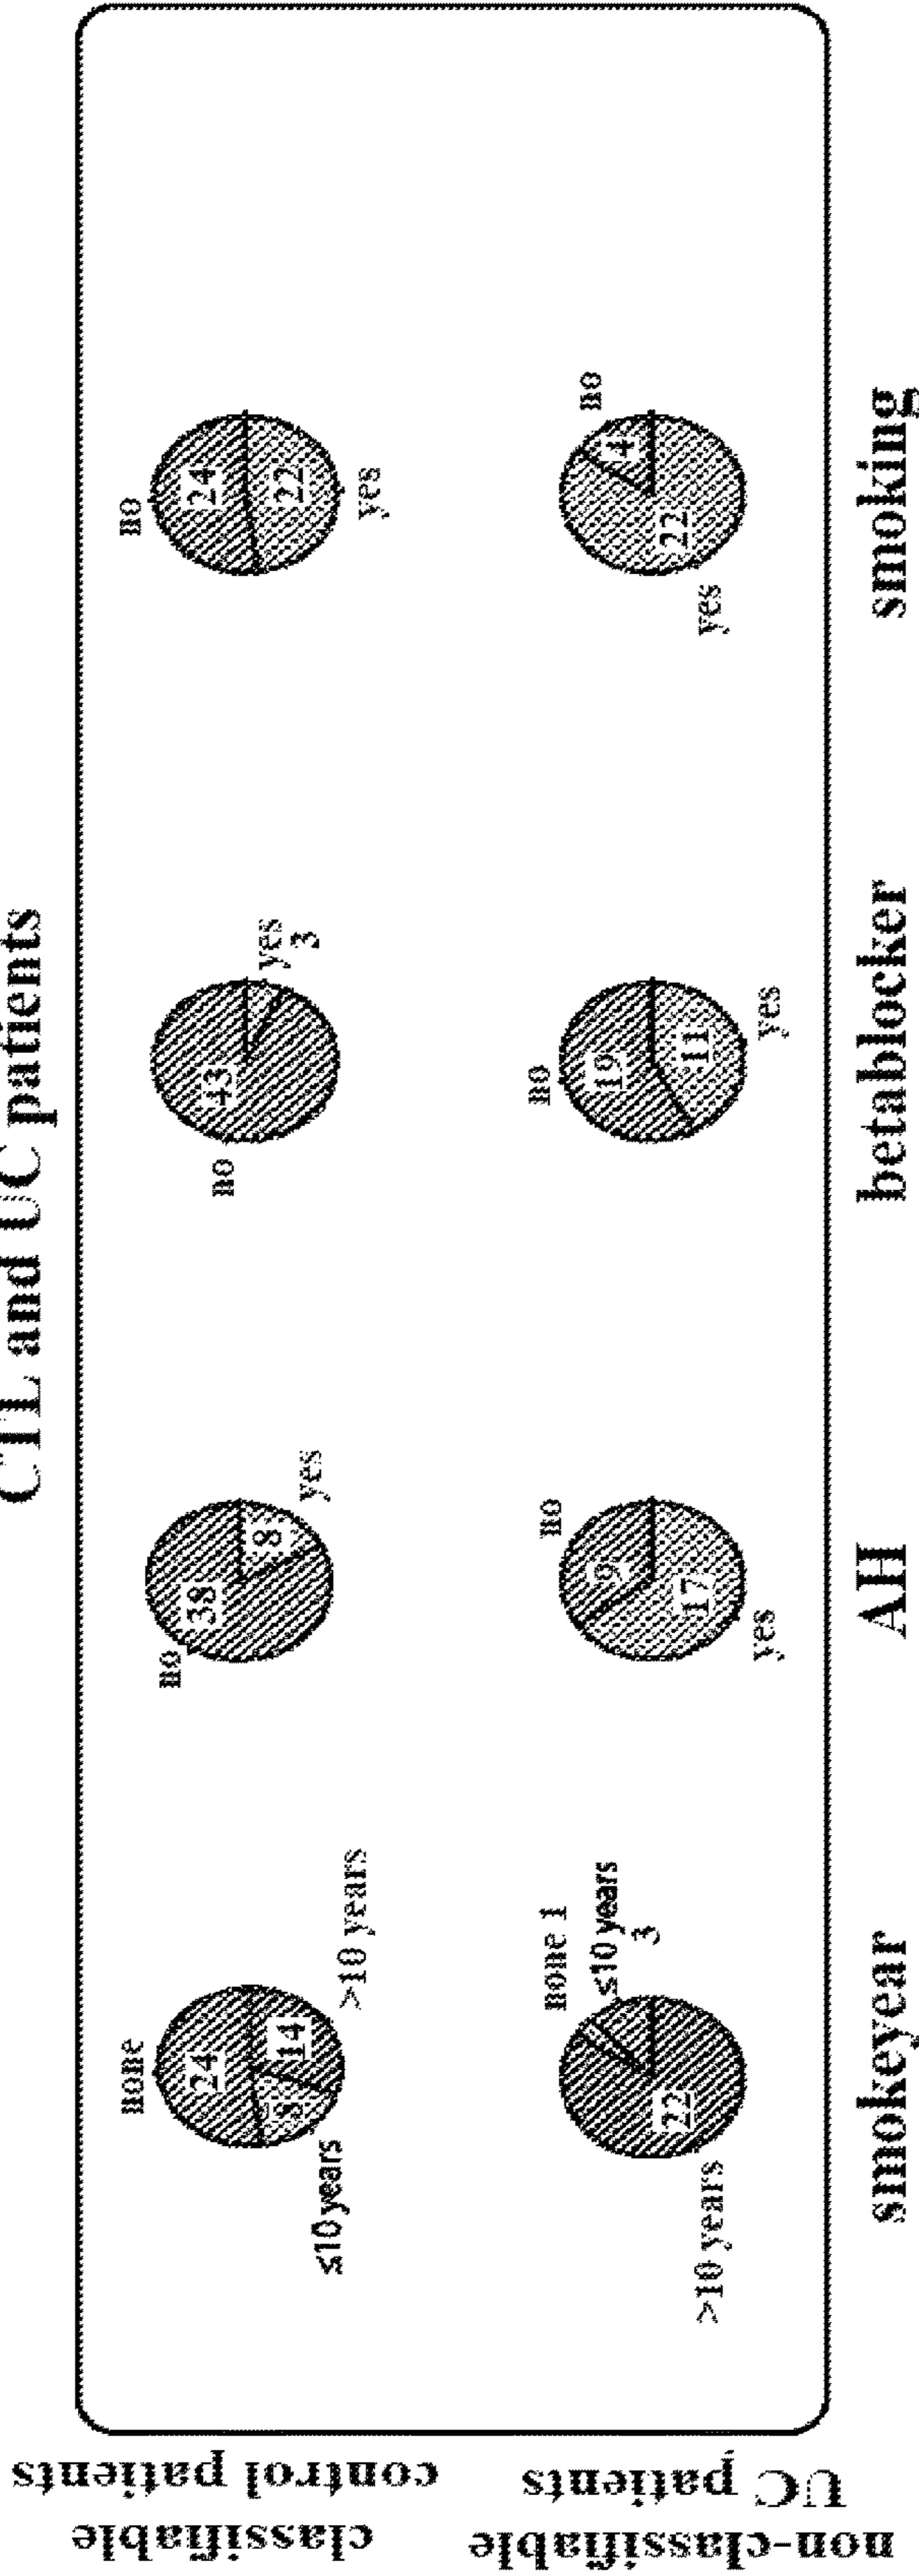 CTL and UC patients
classifiable
control patients
none
24
14
>10 years
≤10 years
no
38
8
yes
43
no
yes
3
no
24
22
yes
non-classifiable
UC patients
none 1
≤10 years
3
22
>10 years
no
9
17
yes
no
19
11
yes
no
4
22
yes
smokeyear
AH
betablocker
smoking